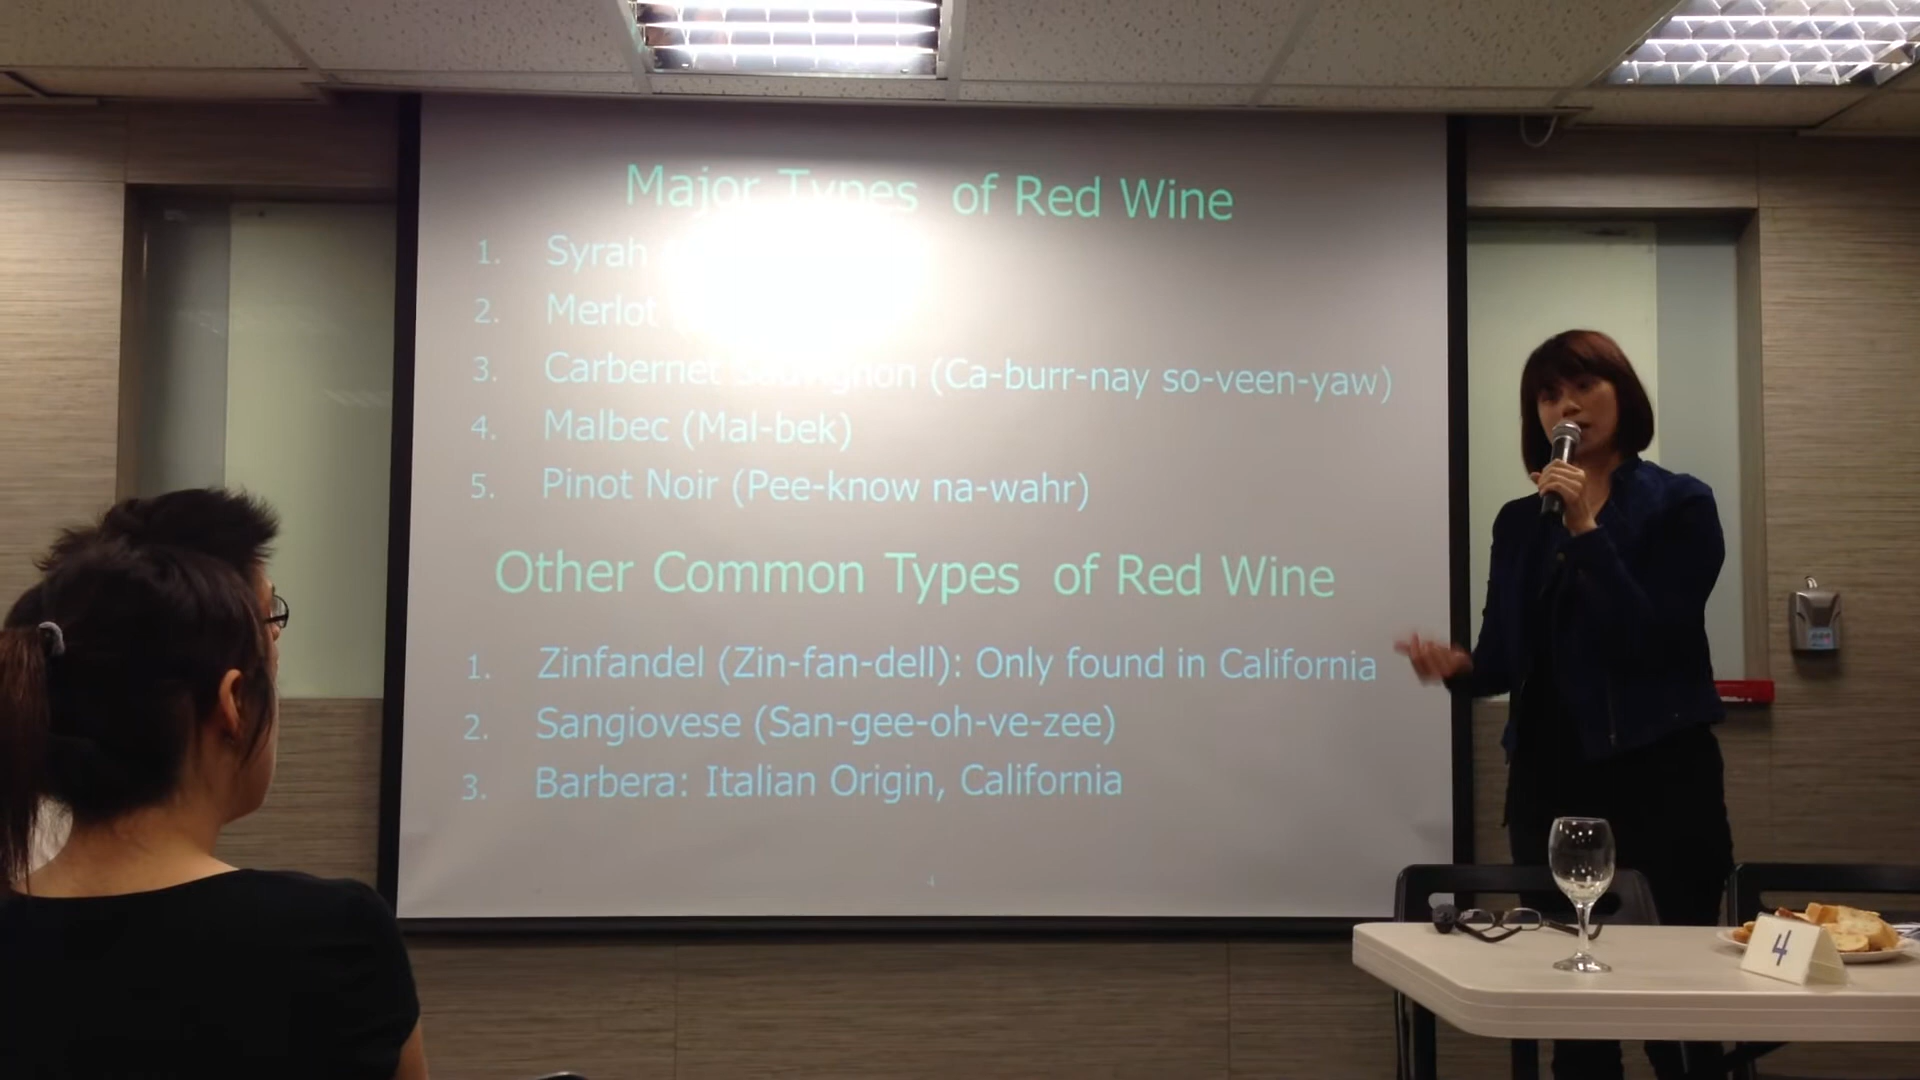 Major Types of Red Wine
1. Syrah
2. Merlot
3. Carbernet Sauvignon (Ca-burr-nay so-veen-yaw)
4. Malbec (Mal-bek)
5. Pinot Noir (Pee-know na-wahr)
Other Common Types of Red Wine
1. Zinfandel (Zin-fan-dell): Only found in California
2. Sangiovese (San-gee-oh-ve-zee)
3. Barbera: Italian Origin, California
4